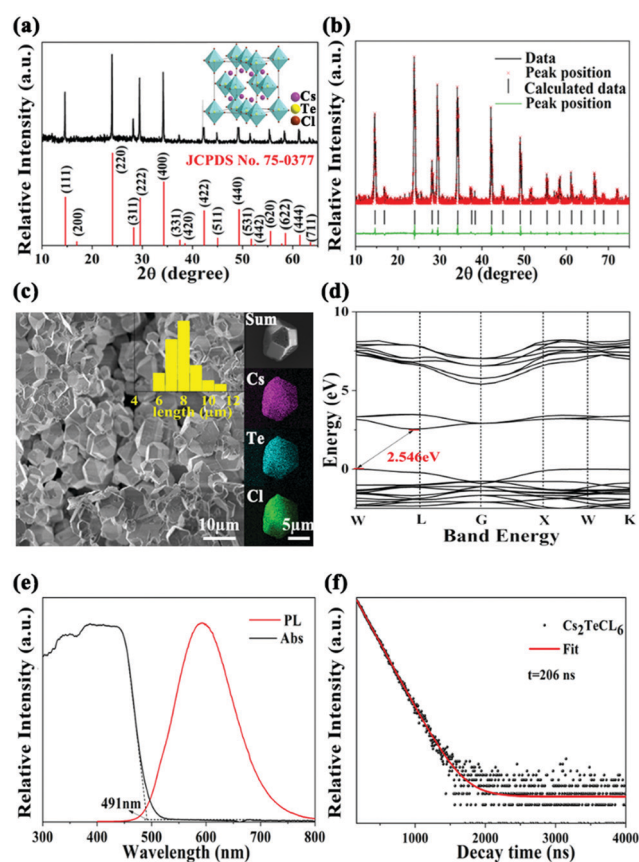 (a)
Relative Intensity (a.u.)
Cs
Te
Cl
JCPDS No. 75-0377
(111)
(200)
(220)
(311)
(222)
(400)
(331)
(420)
(422)
(511)
(440)
(531)
(442)
(620)
(622)
(444)
(711)
10 20 30 40 50 60
2θ (degree)
(b)
Relative Intensity (a.u.)
Data
Peak position
Calculated data
Peak position
10 20 30 40 50 60 70
2θ (degree)
(c)
4 6 8 10 12
length (μm)
10μm
Sum
Cs
Te
Cl
5μm
(d)
Energy (eV)
10
5
0
2.546eV
W L G X W K
Band Energy
(e)
Relative Intensity (a.u.)
PL
Abs
491nm
300 400 500 600 700 800
Wavelength (nm)
(f)
Relative Intensity (a.u.)
Cs2TeCL6
Fit
t=206 ns
1000 2000 3000 4000
Decay time (ns)